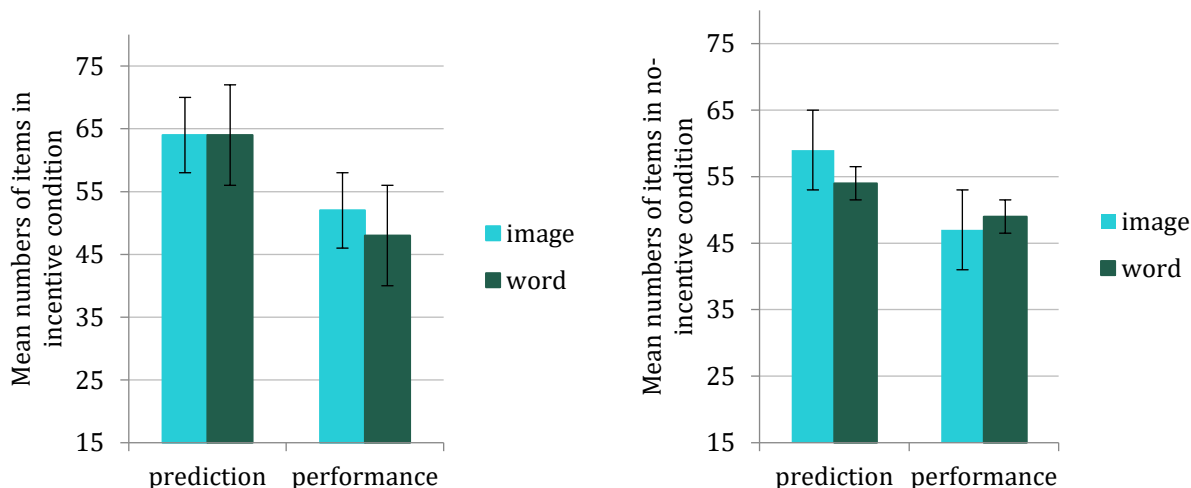 Mean numbers of items in
incentive condition
75
65
55
45
35
25
15
prediction performance
image
word
Mean numbers of items in no-
incentive condition
75
65
55
45
35
25
15
prediction performance
image
word